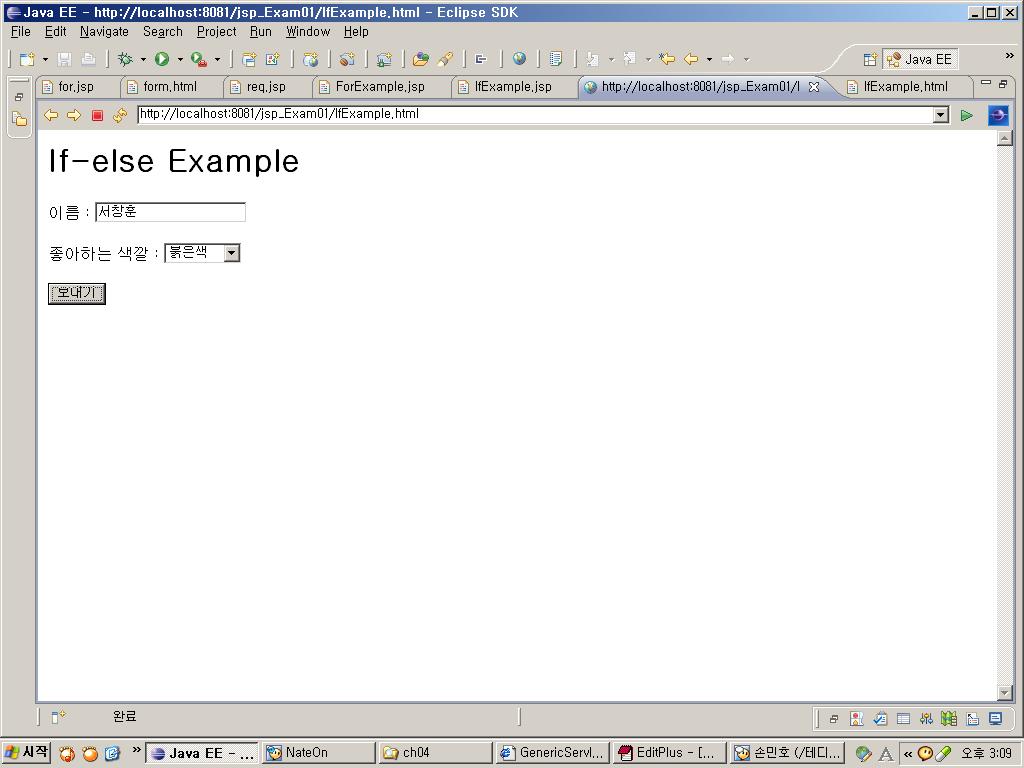 Java EE - http://localhost:8081/jsp_Exam01/IfExample.html - Eclipse SDK
File Edit Navigate Search Project Run Window Help
Java EE
for.jsp form.html req.jsp ForExample.jsp IfExample.jsp http://localhost:8081/jsp_Exam01/I IfExample.html
http://localhost:8081/jsp_Exam01/IfExample.html
If-else Example
이름 : 서창훈
좋아하는 색깔 : 붉은색
보내기
완료
시작 Java EE - ... NateOn ch04 GenericServl... EditPlus - [... 손민호 (/테디... 오후 3:09